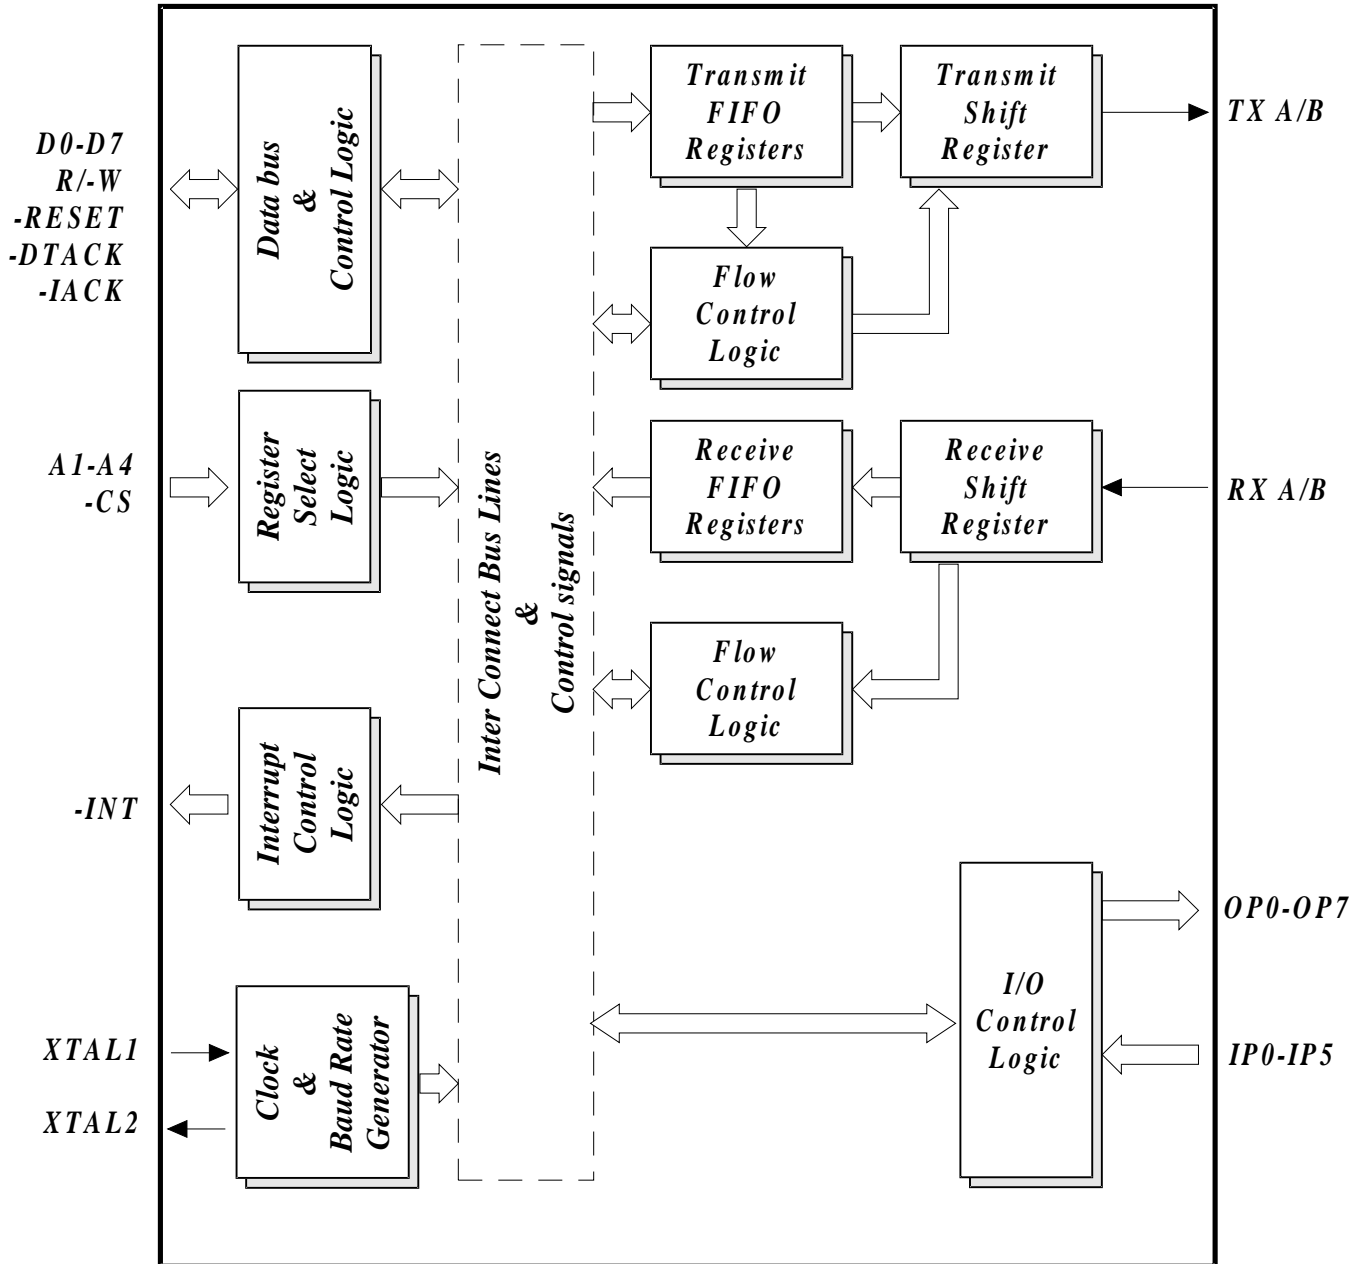 D0-D7
R/-W
-RESET
-DTACK
-IACK
A1-A4
-CS
-INT
XTAL1
XTAL2
Data bus
&
Control Logic
Register
Select
Logic
Interrupt
Control
Logic
Clock
&
Baud Rate
Generator
Inter Connect Bus Lines
&
Control signals
Transmit
FIFO
Registers
Transmit
Shift
Register
Flow
Control
Logic
Receive
FIFO
Registers
Receive
Shift
Register
Flow
Control
Logic
I/O
Control
Logic
TX A/B
RX A/B
OP0-OP7
IP0-IP5